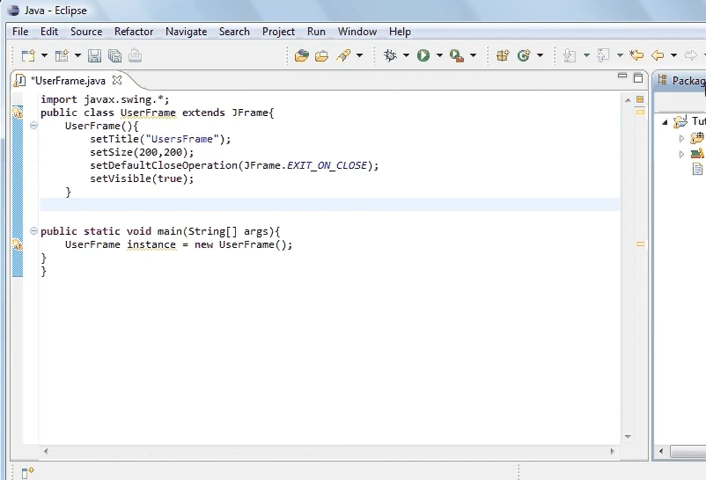 Java - Eclipse
File Edit Source Refactor Navigate Search Project Run Window Help
*UserFrame.java
Packag
import javax.swing.*;
public class UserFrame extends JFrame{
UserFrame(){
setTitle("UsersFrame");
setSize(200,200);
setDefaultCloseOperation(JFrame.EXIT_ON_CLOSE);
setVisible(true);
}
public static void main(String[] args){
UserFrame instance = new UserFrame();
}
}
Tut